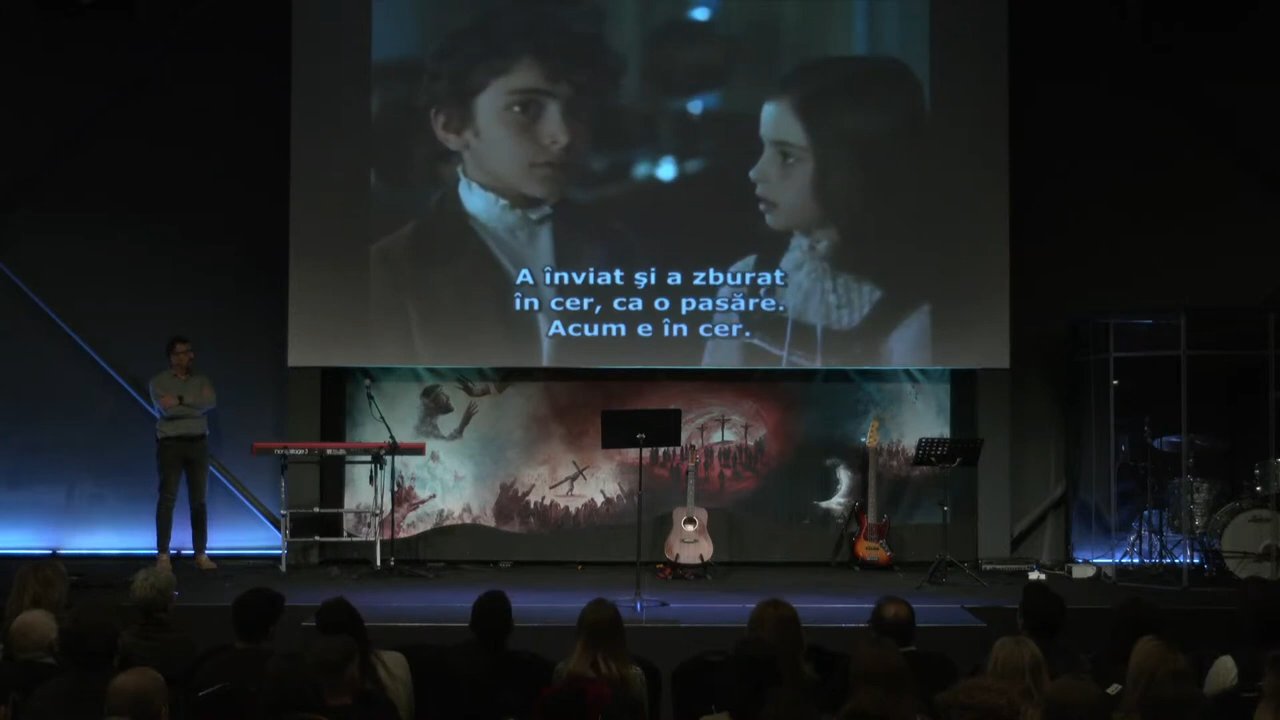 A înviat şi a zburat
în cer, ca o pasăre.
Acum e în cer.